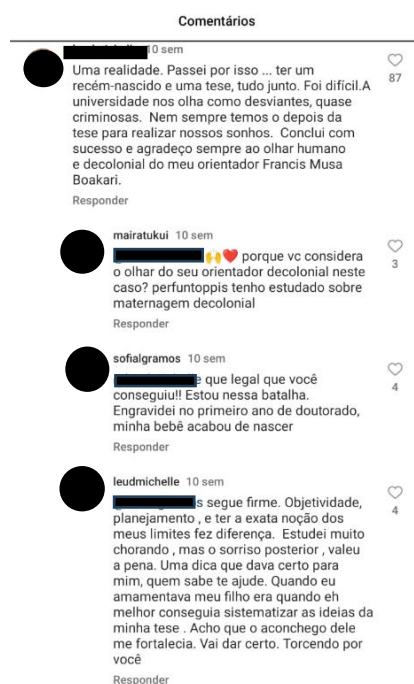 Comentários
10 sem
87
Uma realidade. Passei por isso ... ter um
recém-nascido e uma tese, tudo junto. Foi difícil.A
universidade nos olha como desviantes, quase
criminosas. Nem sempre temos o depois da
tese para realizar nossos sonhos. Conclui com
sucesso e agradeço sempre ao olhar humano
e decolonial do meu orientador Francis Musa
Boakari.
Responder
mairatukui 10 sem
🙌❤️ porque vc considera
3
o olhar do seu orientador decolonial neste
caso? perfuntoppis tenho estudado sobre
maternagem decolonial
Responder
sofialgramos 10 sem
e que legal que você
4
conseguiu!! Estou nessa batalha.
Engravidei no primeiro ano de doutorado,
minha bebê acabou de nascer
Responder
leudmichelle 10 sem
s segue firme. Objetividade,
4
planejamento , e ter a exata noção dos
meus limites fez diferença. Estudei muito
chorando , mas o sorriso posterior , valeu
a pena. Uma dica que dava certo para
mim, quem sabe te ajude. Quando eu
amamentava meu filho era quando eh
melhor conseguia sistematizar as ideias da
minha tese . Acho que o aconchego dele
me fortalecia. Vai dar certo. Torcendo por
você
Responder